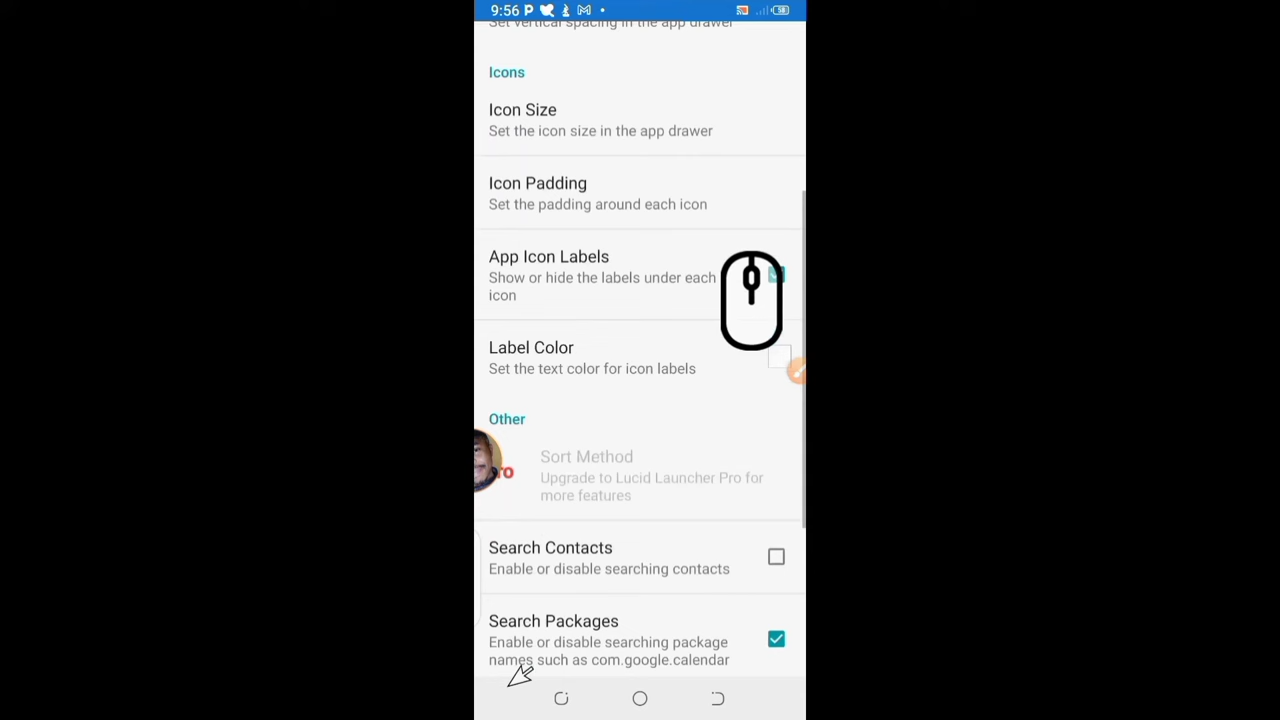 9:56
58
Set vertical spacing in the app drawer
Icons
Icon Size
Set the icon size in the app drawer
Icon Padding
Set the padding around each icon
App Icon Labels
Show or hide the labels under each
icon
Label Color
Set the text color for icon labels
Other
Sort Method
Upgrade to Lucid Launcher Pro for
more features
Search Contacts
Enable or disable searching contacts
Search Packages
Enable or disable searching package
names such as com.google.calendar